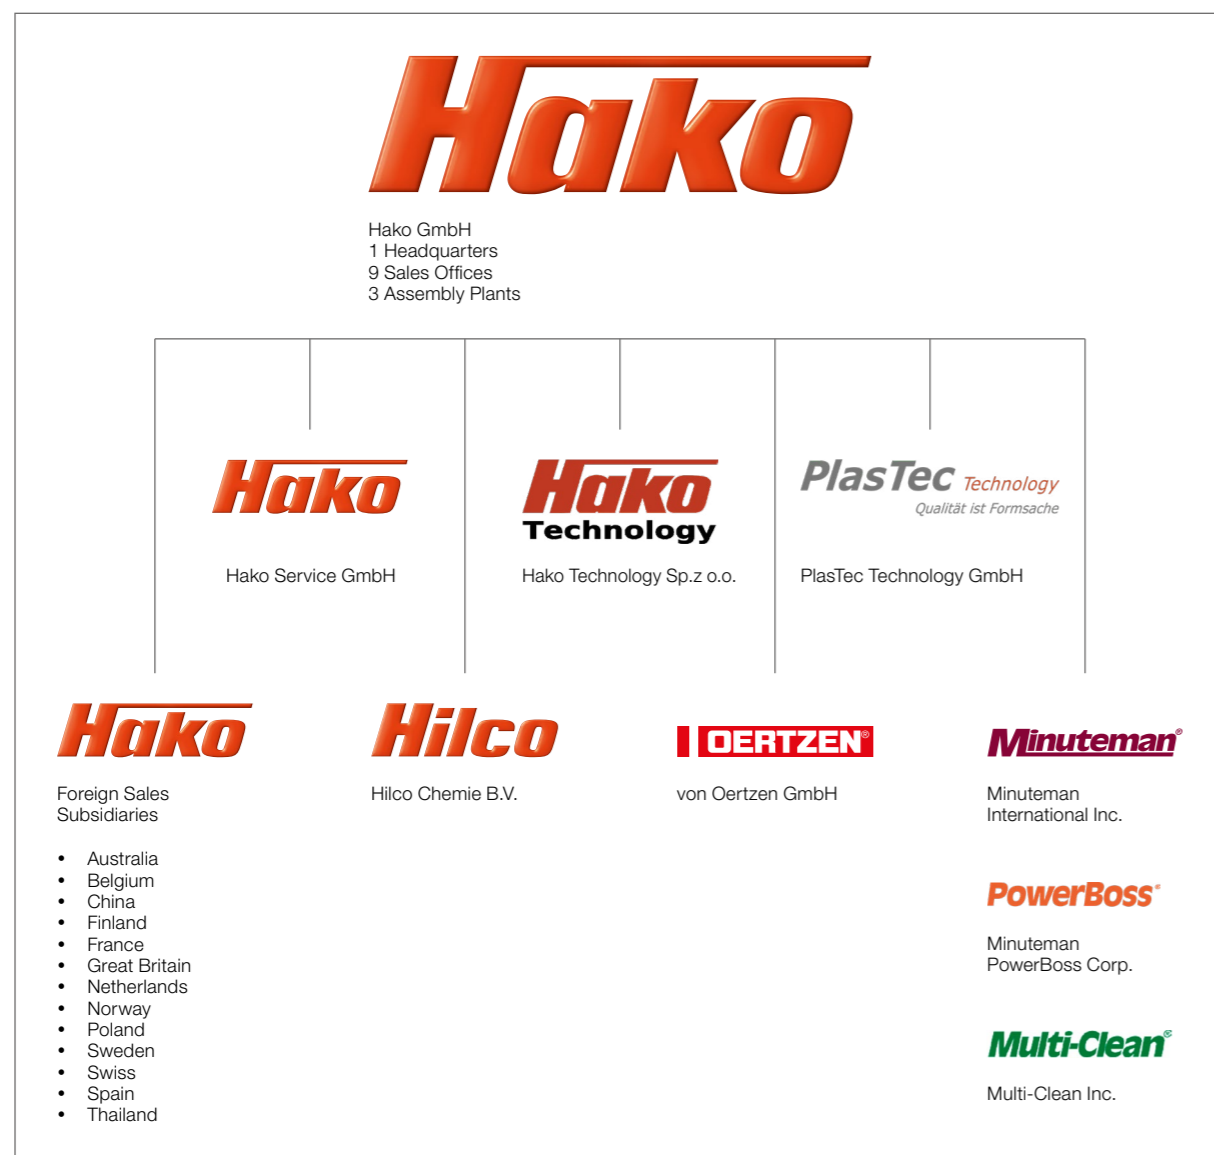 Hako
Hako GmbH
1 Headquarters
9 Sales Offices
3 Assembly Plants
Hako
Hako Service GmbH
Hako
Technology
Hako Technology Sp.z o.o.
PlasTec Technology
Qualität ist Formsache
PlasTec Technology GmbH
Hako
Foreign Sales
Subsidiaries
• Australia
• Belgium
• China
• Finland
• France
• Great Britain
• Netherlands
• Norway
• Poland
• Sweden
• Swiss
• Spain
• Thailand
Hilco
Hilco Chemie B.V.
OERTZEN®
von Oertzen GmbH
Minuteman®
Minuteman
International Inc.
PowerBoss®
Minuteman
PowerBoss Corp.
Multi-Clean®
Multi-Clean Inc.